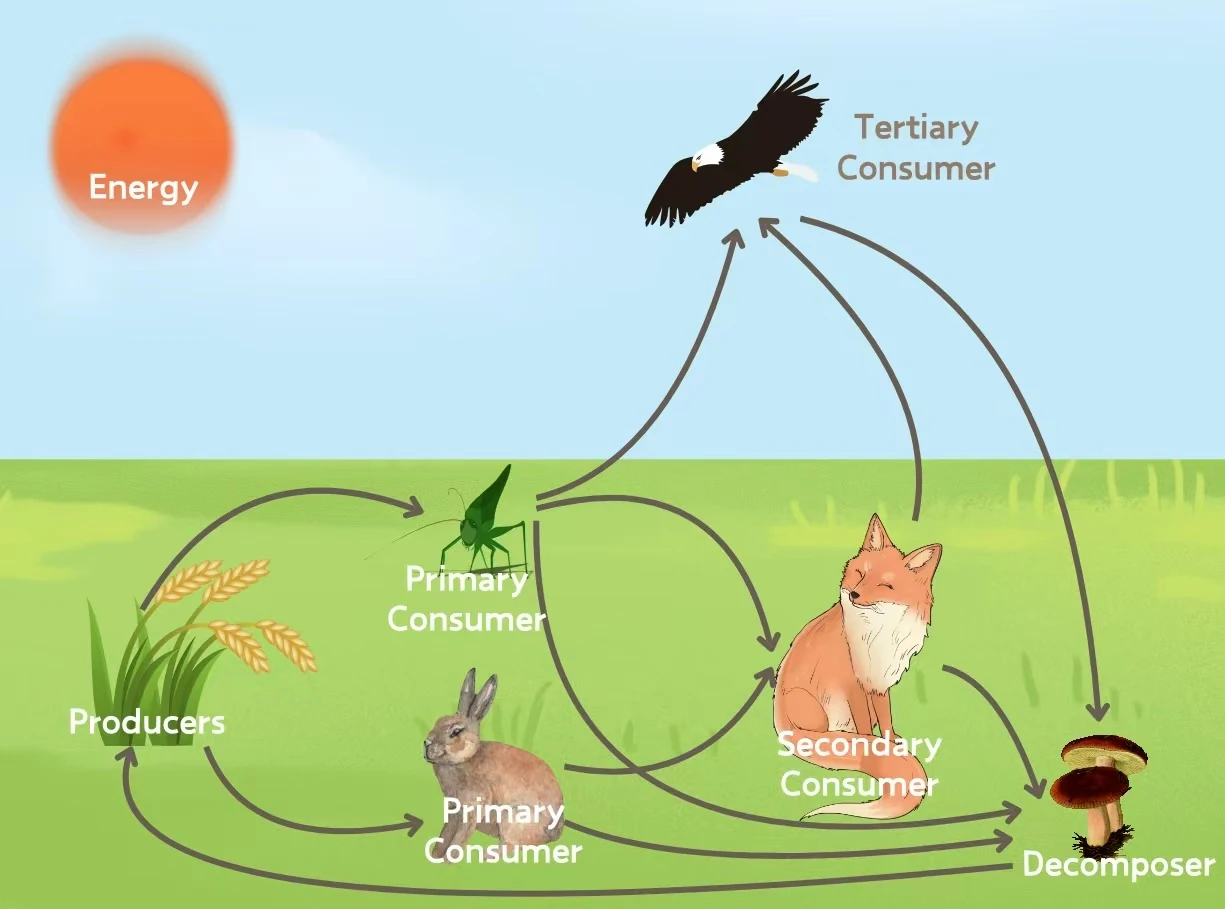 Energy
Tertiary
Consumer
Primary
Consumer
Producers
Primary
Consumer
Secondary
Consumer
Decomposer